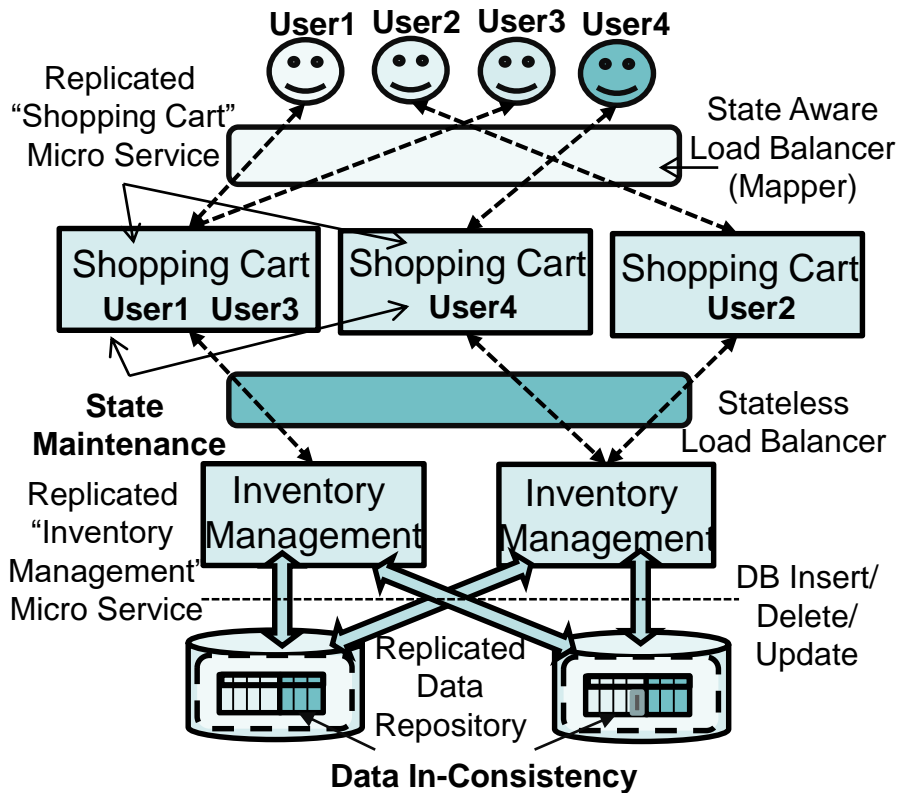 User1 User2 User3 User4
Replicated
“Shopping Cart”
Micro Service
State Aware
Load Balancer
(Mapper)
Shopping Cart
User1 User3
Shopping Cart
User4
Shopping Cart
User2
State
Maintenance
Stateless
Load Balancer
Replicated
“Inventory
Management”
Micro Service
Inventory
Management
Inventory
Management
DB Insert/
Delete/
Update
Replicated
Data
Repository
Data In-Consistency